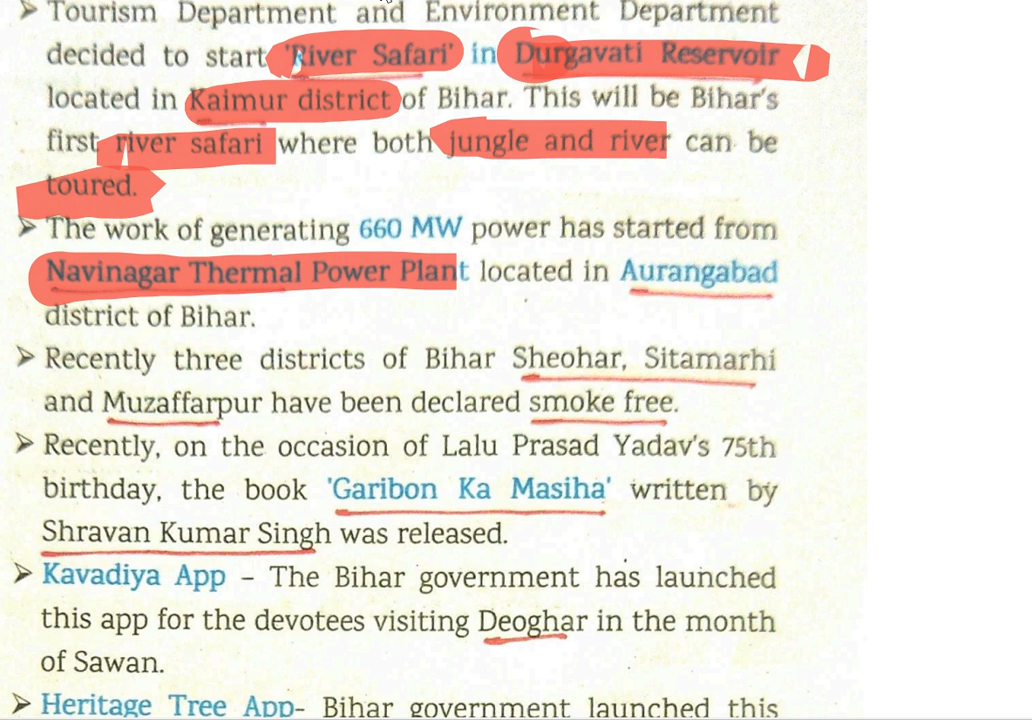 ➤ Tourism Department and Environment Department
decided to start 'River Safari' in Durgavati Reservoir
located in Kaimur district of Bihar. This will be Bihar's
first river safari where both jungle and river can be
toured.
➤ The work of generating 660 MW power has started from
Navinagar Thermal Power Plant located in Aurangabad
district of Bihar.
➤ Recently three districts of Bihar Sheohar, Sitamarhi
and Muzaffarpur have been declared smoke free.
➤ Recently, on the occasion of Lalu Prasad Yadav's 75th
birthday, the book 'Garibon Ka Masiha' written by
Shravan Kumar Singh was released.
➤ Kavadiya App – The Bihar government has launched
this app for the devotees visiting Deoghar in the month
of Sawan.
➤ Heritage Tree App- Bihar government launched this